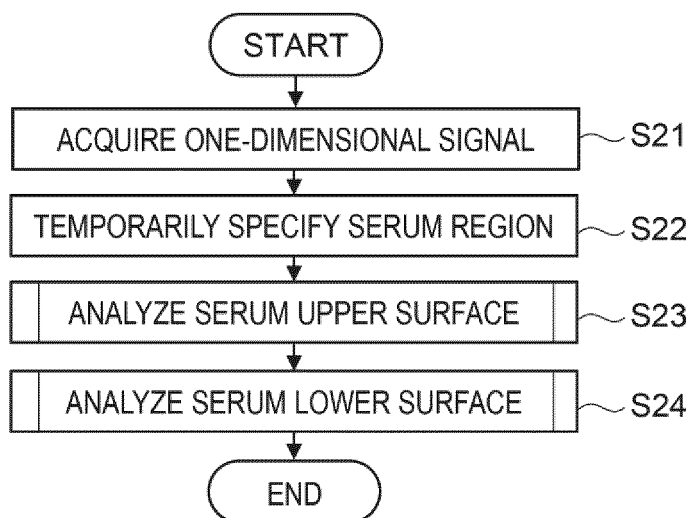 START
ACQUIRE ONE-DIMENSIONAL SIGNAL
S21
TEMPORARILY SPECIFY SERUM REGION
S22
ANALYZE SERUM UPPER SURFACE
S23
ANALYZE SERUM LOWER SURFACE
S24
END